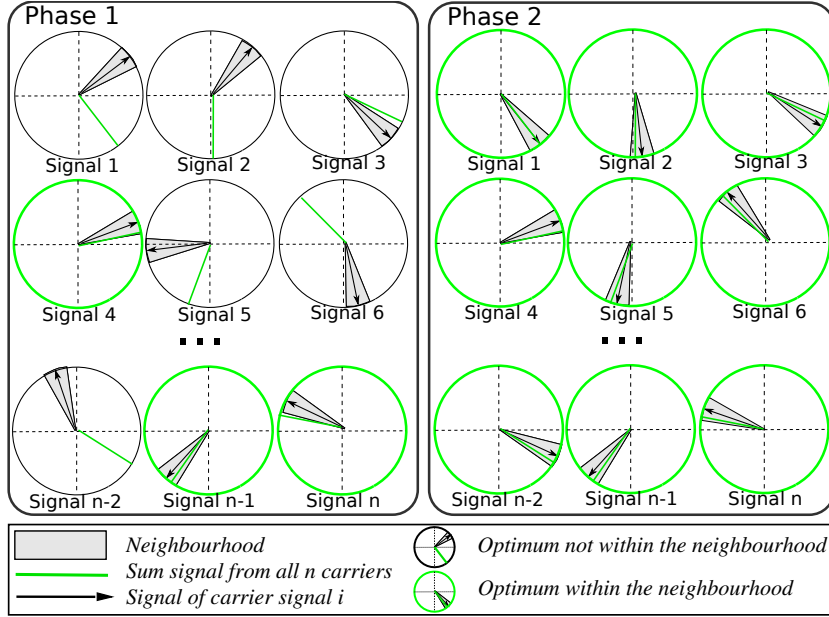 Phase 1
Signal 1
Signal 2
Signal 3
Signal 4
Signal 5
Signal 6
Signal n-2
Signal n-1
Signal n
Phase 2
Signal 1
Signal 2
Signal 3
Signal 4
Signal 5
Signal 6
Signal n-2
Signal n-1
Signal n
Neighbourhood
Sum signal from all n carriers
Signal of carrier signal i
Optimum not within the neighbourhood
Optimum within the neighbourhood